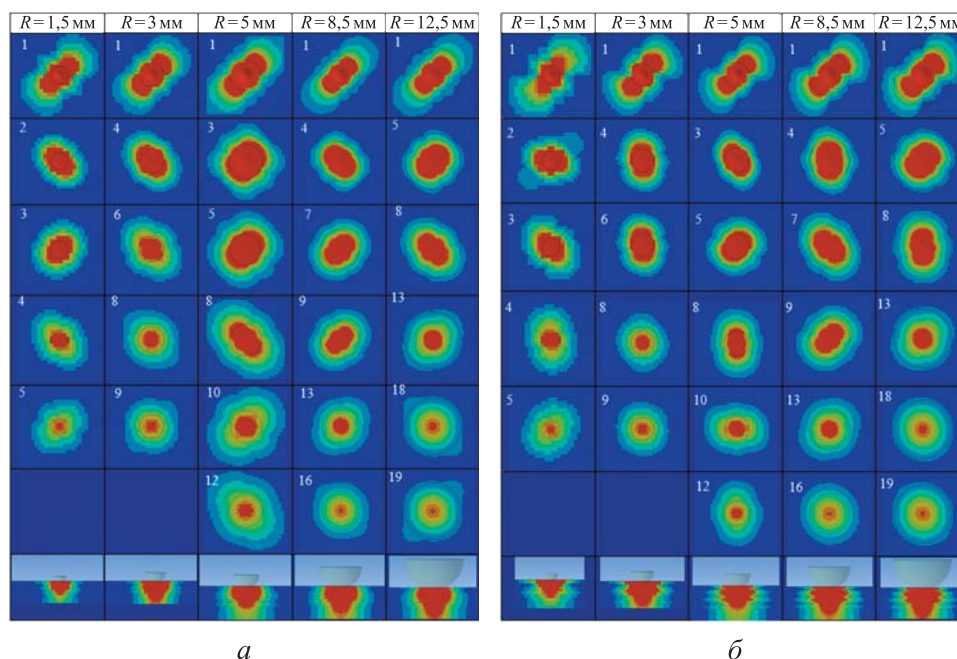 R = 1,5 мм R = 3 мм R = 5 мм R = 8,5 мм R = 12,5 мм R = 1,5 мм R = 3 мм R = 5 мм R = 8,5 мм R = 12,5 мм
1 1 1 1 1 1 1 1 1 1
2 4 3 4 5 2 4 3 4 5
3 6 5 7 8 3 6 5 7 8
4 8 8 9 13 4 8 8 9 13
5 9 10 13 18 5 9 10 13 18
12 16 19 12 16 19
а б